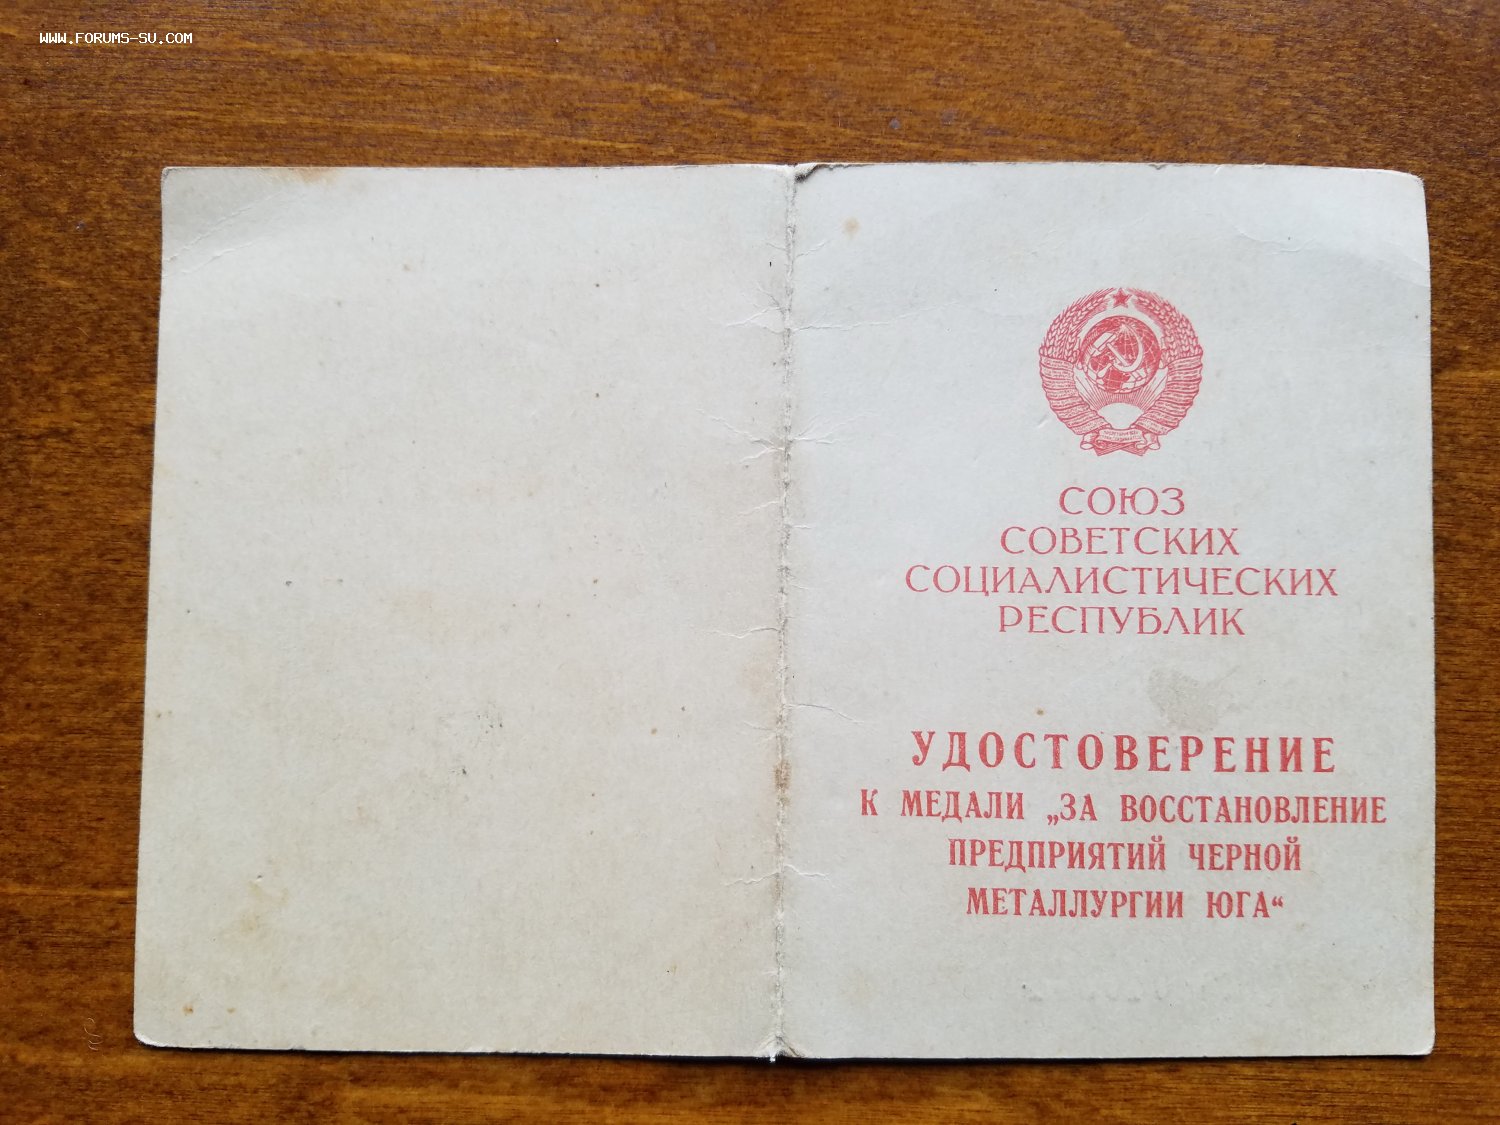 WWW.FORUMS-SU.COM
СОЮЗ
СОВЕТСКИХ
СОЦИАЛИСТИЧЕСКИХ
РЕСПУБЛИК
УДОСТОВЕРЕНИЕ
К МЕДАЛИ „ЗА ВОССТАНОВЛЕНИЕ
ПРЕДПРИЯТИЙ ЧЕРНОЙ
МЕТАЛЛУРГИИ ЮГА“